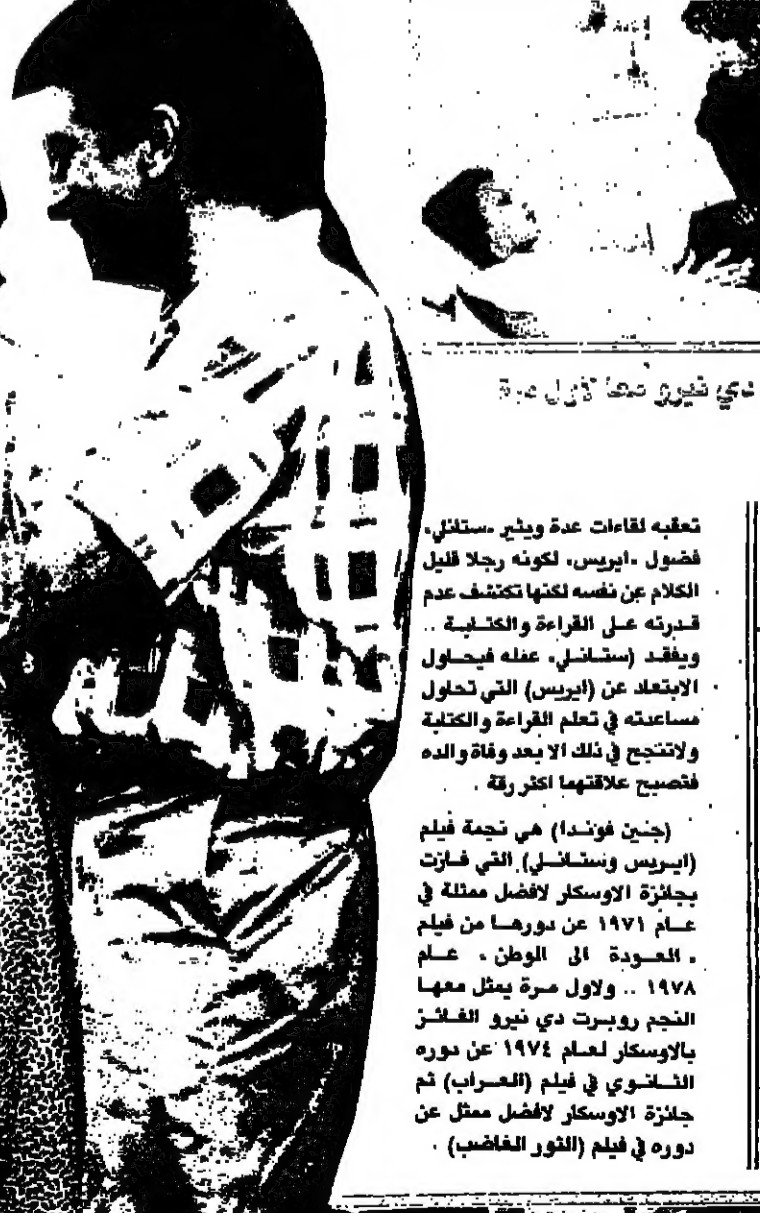 دي نيرو معا لاول مرة
تعقبه لقاءات عدة ويثير «ستانلي»
فضول «ايريس» لكونه رجلا قليل
الكلام عن نفسه لكنها تكتشف عدم
قدرته على القراءة والكتابة ..
ويفقد (ستانلي» عمله فيحاول
الابتعاد عن (ايريس) التي تحاول
مساعدته في تعلم القراءة والكتابة
ولاتنجح في ذلك الا بعد وفاة والده
فتصبح علاقتهما اكثر رقة .
(جنين فوندا) هي نجمة فيلم
(ايريس وستانلي) التي فازت
بجائزة الاوسكار لافضل ممثلة في
عام ١٩٧١ عن دورها من فيلم
« العودة الى الوطن » عام
١٩٧٨ .. ولاول مرة يمثل معها
النجم روبرت دي نيرو الفائز
بالاوسكار لعام ١٩٧٤ عن دوره
الثانوي في فيلم (العراب) ثم
جائزة الاوسكار لافضل ممثل عن
دوره في فيلم (الثور الغاضب) .